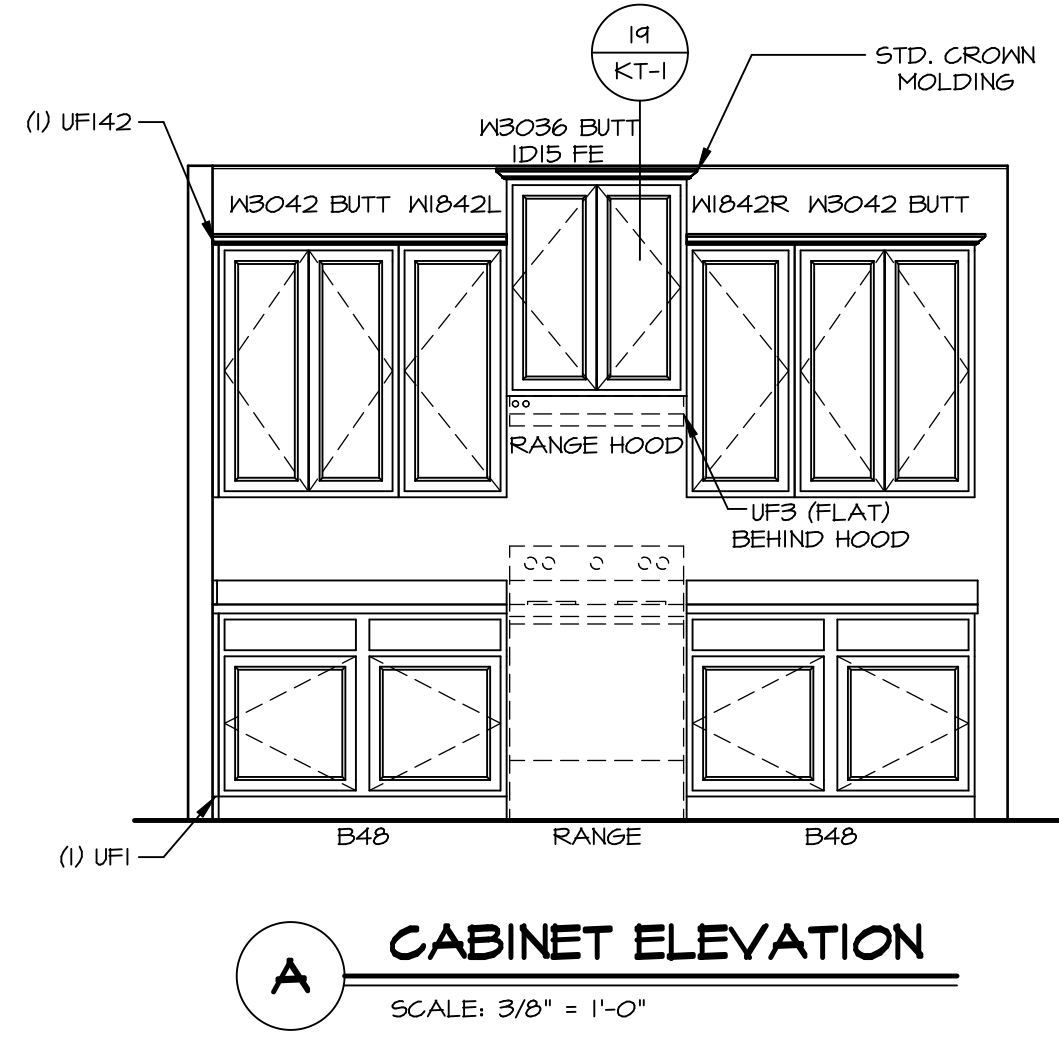 19
KT-1
STD. CROWN
MOLDING
(1) UF142
W3036 BUTT
1D15 FE
W3042 BUTT W1842L
W1842R W3042 BUTT
RANGE HOOD
UF3 (FLAT)
BEHIND HOOD
B48
RANGE
B48
(1) UF1
A
CABINET ELEVATION
SCALE: 3/8" = 1'-0"